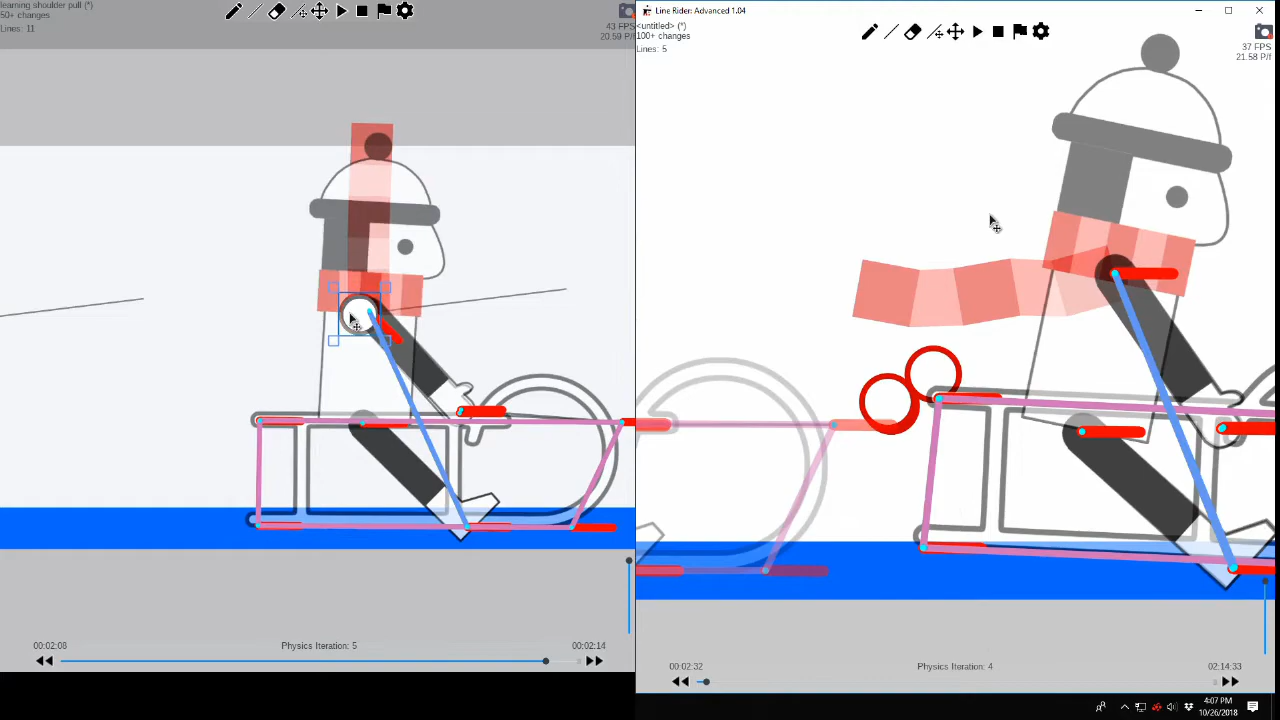 learning shoulder pull (*)
50+ changes
Lines: 11
43 FPS
20.59 P/f
00:02:08
Physics Iteration: 5
00:02:14
Line Rider: Advanced 1.04
<untitled> (*)
100+ changes
Lines: 5
37 FPS
21.58 P/f
00:02:32
Physics Iteration: 4
02:14:33
4:07 PM
10/26/2018